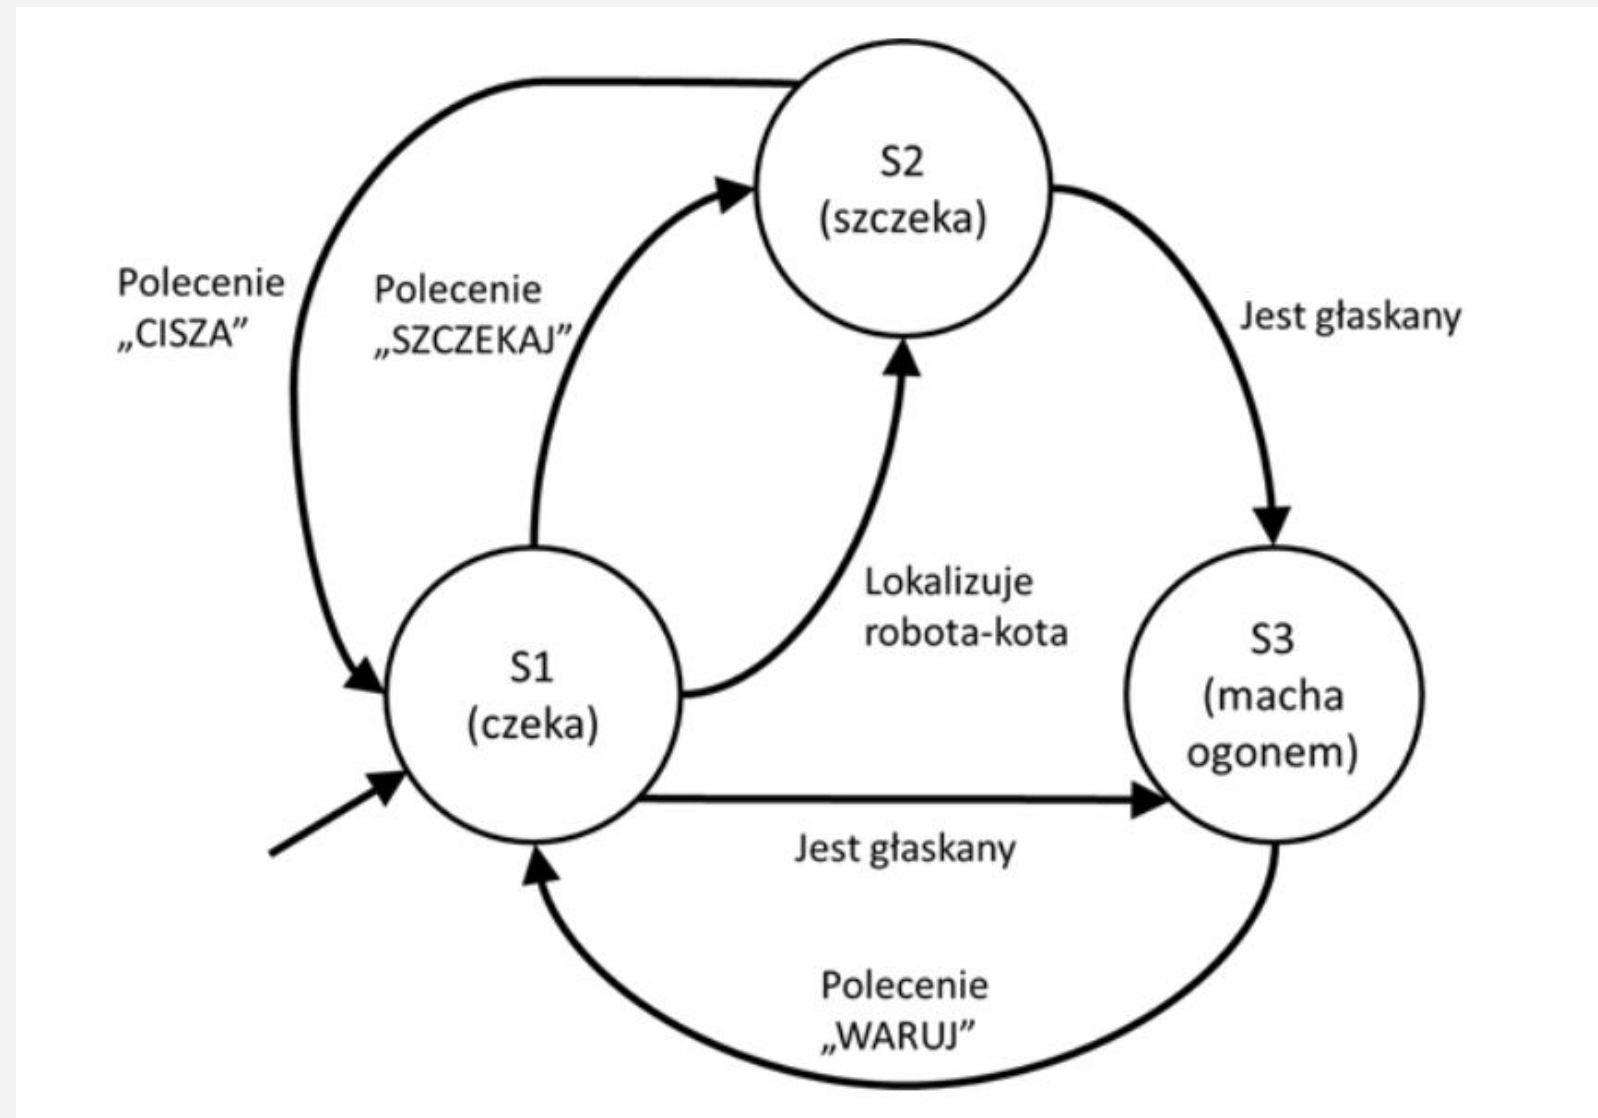 S2
(szczeka)
Polecenie
„CISZA”
Polecenie
„SZCZEKAJ”
Jest głaskany
Lokalizuje
robota-kota
S1
(czeka)
S3
(macha
ogonem)
Jest głaskany
Polecenie
„WARUJ”